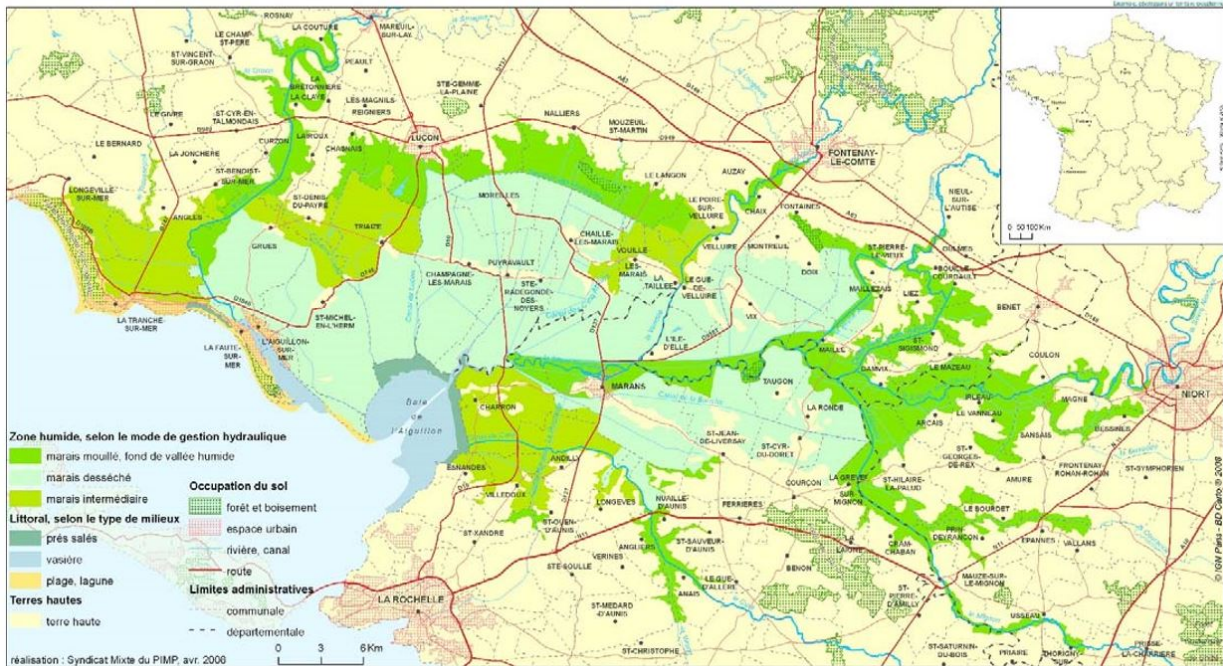 ROSNAY
LA COUTURE
MAREUIL-
SUR-LAY
LE CHAMP
ST-PERE
ST-VINCENT
SUR-GRAON
PEAULT
LA
BRETONNIERE
LA CLAYE
LES-MAGNILS
REIGNIERS
STE-GEMME
LA-PLAINE
NALLIERS
MOUZEUIL
ST-MARTIN
LE GIVRE
ST-CYR-EN
TALMONDAIS
LE BERNARD
LA JONCHERE
CURZON
LAIROUX
CHASNAIS
LUÇON
FONTENAY-
LE-COMTE
LE LANGON
AUZAY
LONGEVILLE
SUR-MER
ST-BENOIST
SUR-MER
ANGLES
ST-DENIS
DU-PAYRE
MOREILLES
LE POIRE-
SUR-
VELLUIRE
CHAIX
FONTAINES
NIEUL-
SUR-
L'AUTISE
GRUES
TRIAIZE
CHAILLE-
LES-MARAIS
VOUILLE
LES-
MARAIS
VELLUIRE
MONTREUIL
ST-PIERRE
LE-VIEUX
OULMES
PUYRAVAULT
CHAMPAGNE
LES-MARAIS
STE-
RADEGONDE-
DES-
NOYERS
LA
TAILLEE
LE GUE-
DE-
VELLUIRE
DOIX
MAILLEZAIS
LIEZ
BENET
LA TRANCHE
SUR-MER
ST-MICHEL
EN-L'HERM
VIX
L'ILE-
D'ELLE
MAILLE
ST-
SIGISMOND
DAMVIX
LE MAZEAU
COULON
LA FAUTE
SUR-
MER
L'AIGUILLON
SUR-
MER
Baie
de
l'Aiguillon
MARANS
TAUGON
LA RONDE
CHARRON
IRLEAU
LE VANNEAU
ARCAIS
SANSAIS
MAGNE
BESSINES
NIORT
ST-JEAN-
DE-LIVERSAY
ST-CYR
DU-DORET
ST-
GEORGES
DE-REX
AMURE
FRONTENAY
ROHAN-ROHAN
ST-SYMPHORIEN
ESNANDES
VILLEDOUX
ANDILLY
LONGEVES
NUAILLE
D'AUNIS
COURÇON
FERRIERES
LA GREVE
SUR
MIGNON
ST-HILAIRE
LA-PALUD
LE BOURDET
PRIN
DEYRANCON
EPANNES
VALLANS
ST-XANDRE
ST-OUEN
D'AUNIS
VERINES
ANGLIERS
ST-SAUVEUR
D'AUNIS
BENON
LAIGNE
CRAM
CHABAN
STE-SOULLE
ANAIS
LE GUE
D'ALLERE
ST-
PIERRE
D'AMILLY
MAUZE-SUR
LE-MIGNON
LA ROCHELLE
ST-MEDARD
D'AUNIS
ST-CHRISTOPHE
USSEAU
ST-SATURNIN
DU-BOIS
PRIAIRE
THORIGNY
PRISSE-
LA-CHARRIERE
Zone humide, selon le mode de gestion hydraulique
marais mouillé, fond de vallée humide
marais desséché
marais intermédiaire
Littoral, selon le type de milieux
prés salés
vasière
plage, lagune
Terres hautes
terre haute
Occupation du sol
forêt et boisement
espace urbain
rivière, canal
route
Limites administratives
communale
départementale
0 3 6 Km
réalisation : Syndicat Mixte du PIMP, avr. 2006
0 50 100 Km
© IGN Paris - BD Carto ® 2008